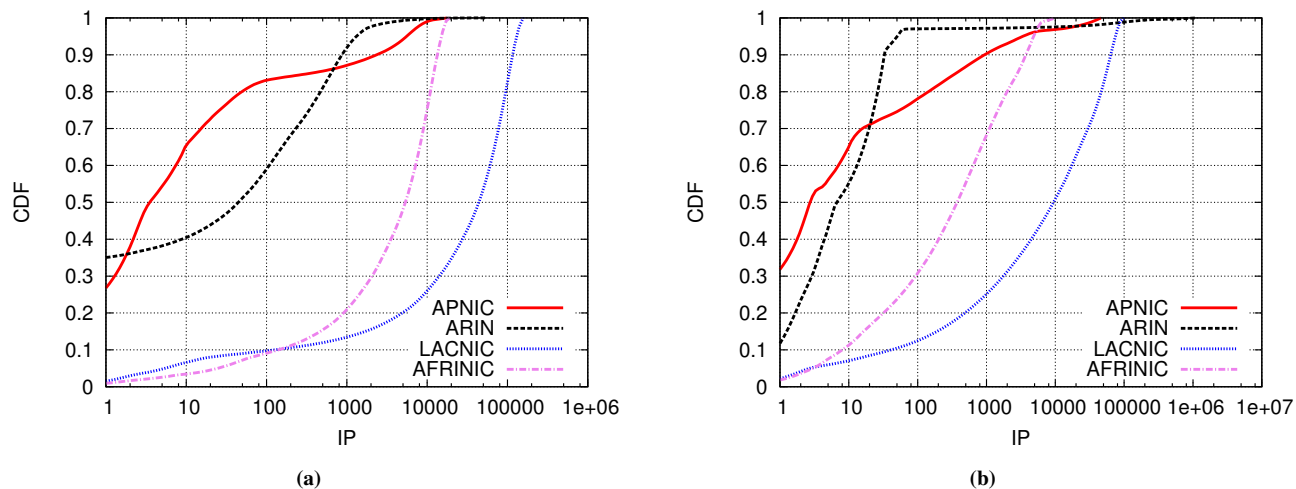 1
0.9
0.8
0.7
0.6
0.5
0.4
0.3
0.2
0.1
0
CDF
1 10 100 1000 10000 100000 1e+06
IP
APNIC
ARIN
LACNIC
AFRINIC
(a)
1
0.9
0.8
0.7
0.6
0.5
0.4
0.3
0.2
0.1
0
CDF
1 10 100 1000 10000 100000 1e+06 1e+07
IP
APNIC
ARIN
LACNIC
AFRINIC
(b)